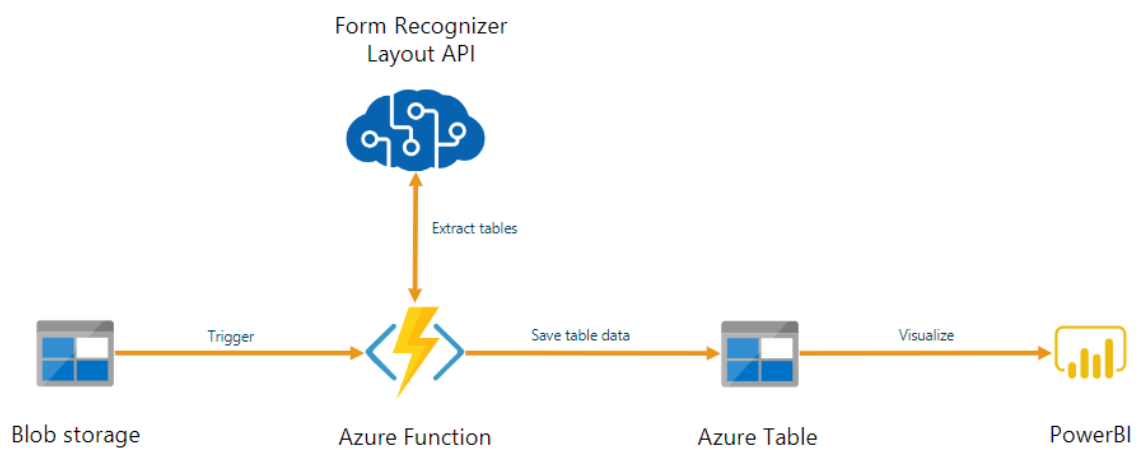 Form Recognizer
Layout API
Extract tables
Trigger
Save table data
Visualize
Blob storage
Azure Function
Azure Table
PowerBI